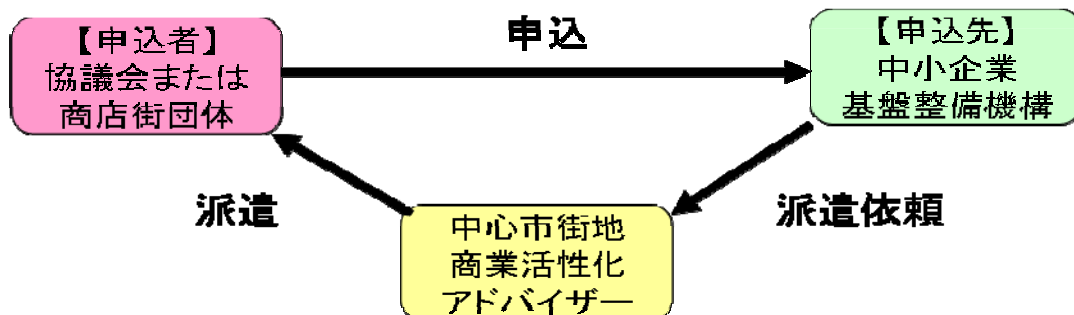 【申込者】
協議会または
商店街団体
申込
【申込先】
中小企業
基盤整備機構
派遣
派遣依頼
中心市街地
商業活性化
アドバイザー